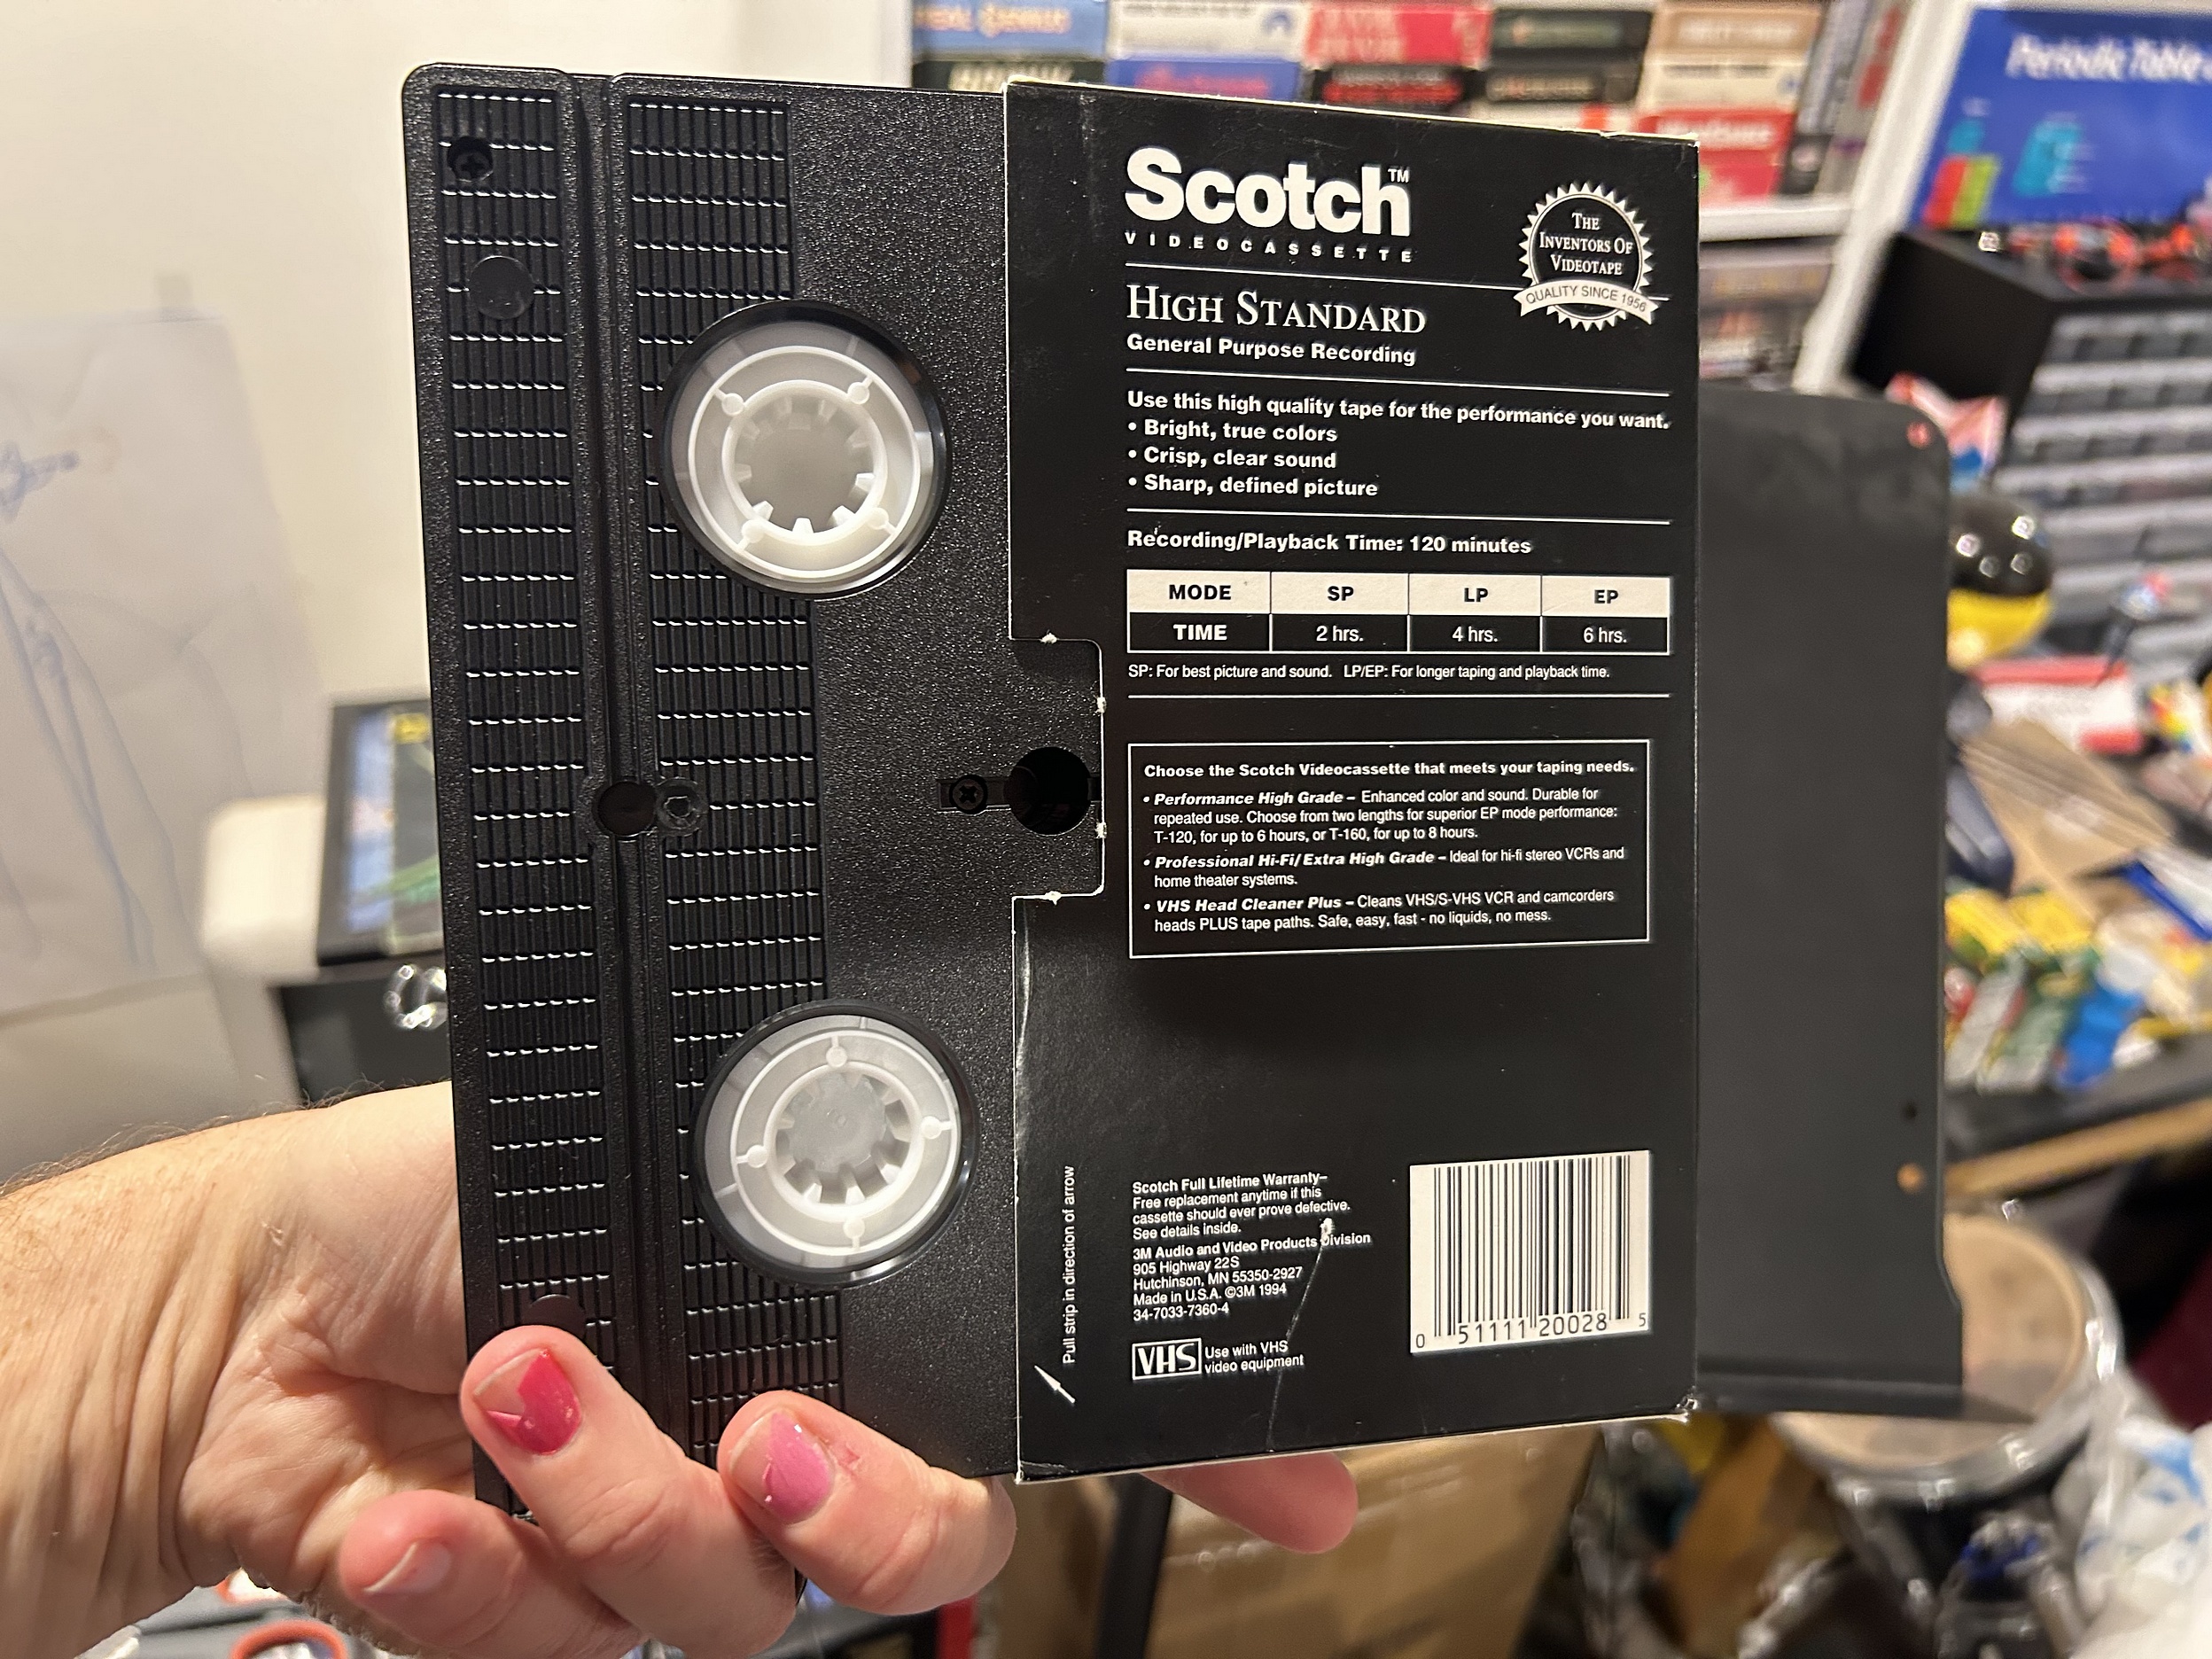 Periodic Table
Scotch™
VIDEOCASSETTE
THE
INVENTORS OF
VIDEOTAPE
QUALITY SINCE 1956
HIGH STANDARD
General Purpose Recording
Use this high quality tape for the performance you want.
• Bright, true colors
• Crisp, clear sound
• Sharp, defined picture
Recording/Playback Time: 120 minutes
MODE SP LP EP
TIME 2 hrs. 4 hrs. 6 hrs.
SP: For best picture and sound. LP/EP: For longer taping and playback time.
Choose the Scotch Videocassette that meets your taping needs.
• Performance High Grade – Enhanced color and sound. Durable for
repeated use. Choose from two lengths for superior EP mode performance:
T-120, for up to 6 hours, or T-160, for up to 8 hours.
• Professional Hi-Fi/Extra High Grade – Ideal for hi-fi stereo VCRs and
home theater systems.
• VHS Head Cleaner Plus – Cleans VHS/S-VHS VCR and camcorders
heads PLUS tape paths. Safe, easy, fast - no liquids, no mess.
Pull strip in direction of arrow
Scotch Full Lifetime Warranty–
Free replacement anytime if this
cassette should ever prove defective.
See details inside.
3M Audio and Video Products Division
905 Highway 22S
Hutchinson, MN 55350-2927
Made in U.S.A. ©3M 1994
34-7033-7360-4
VHS Use with VHS
video equipment
0 51111 20028 5